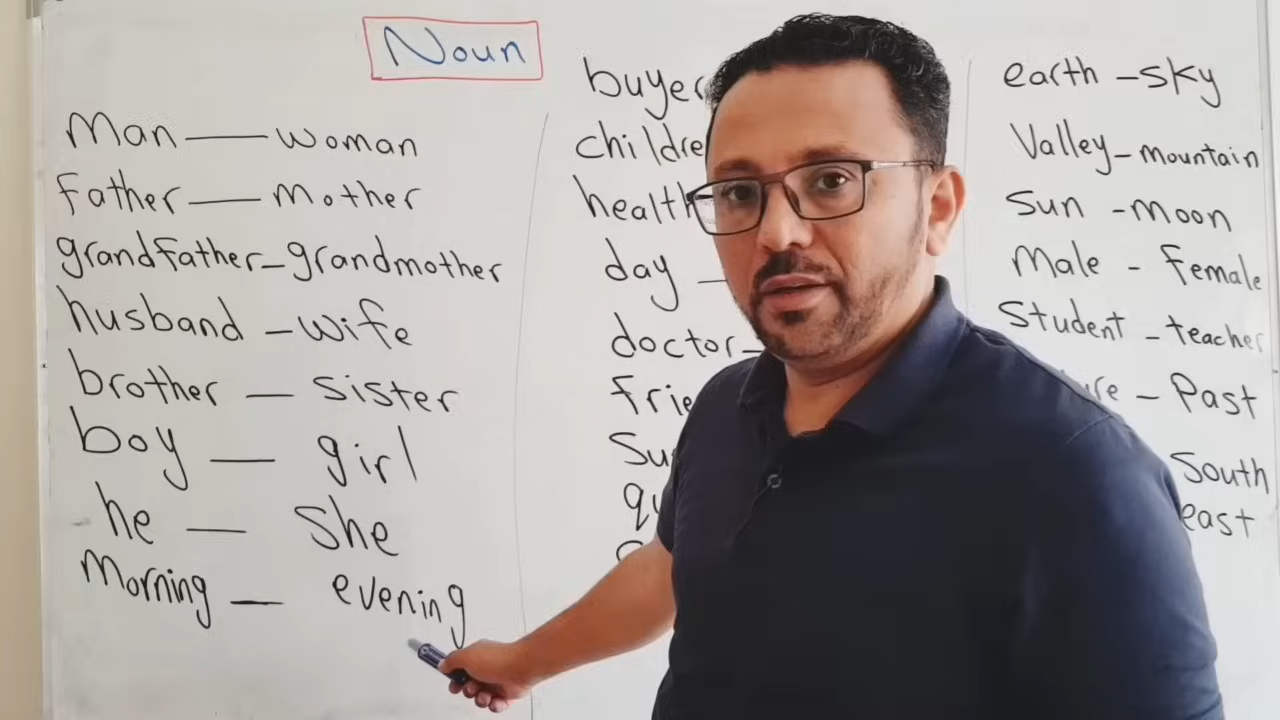 Noun
Man — woman
Father — Mother
grandfather – grandmother
husband – wife
brother — sister
boy — girl
he — she
Morning — evening
day —
doctor –
earth – sky
Valley – mountain
Sun - Moon
Male - Female
Student - teacher
– Past
South
east